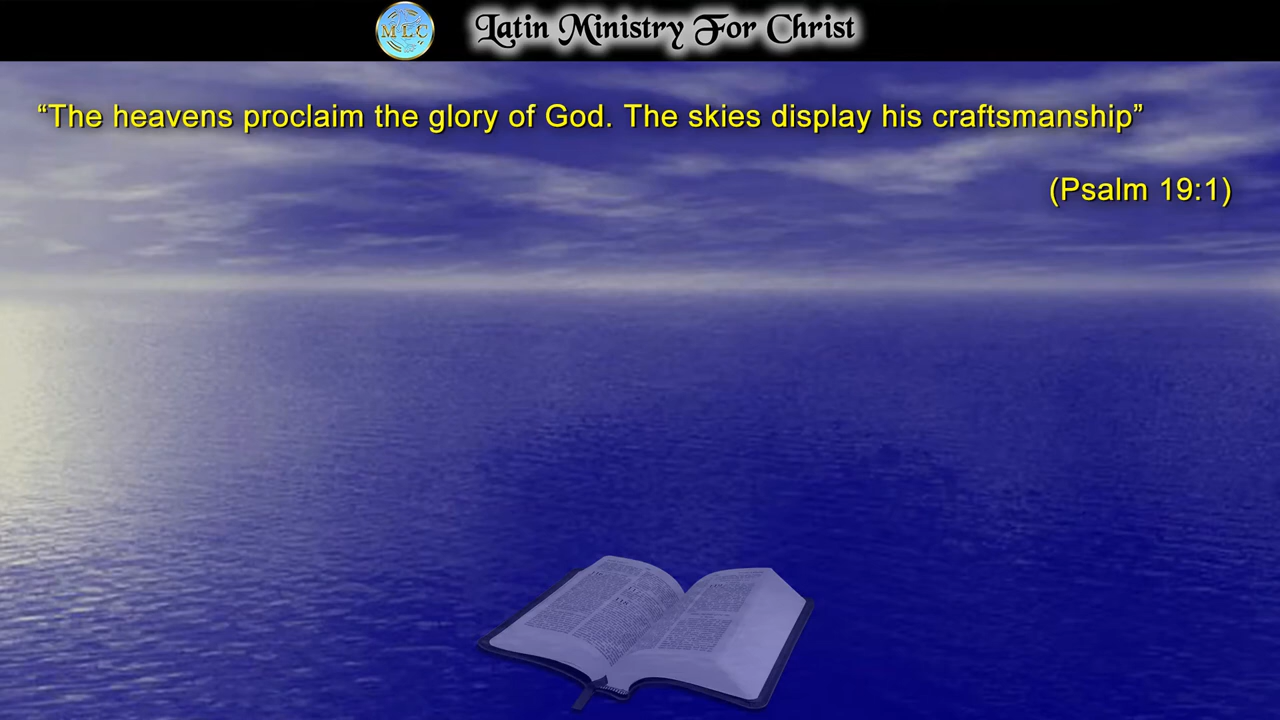 MLC
Latin Ministry For Christ
“The heavens proclaim the glory of God. The skies display his craftsmanship”
(Psalm 19:1)